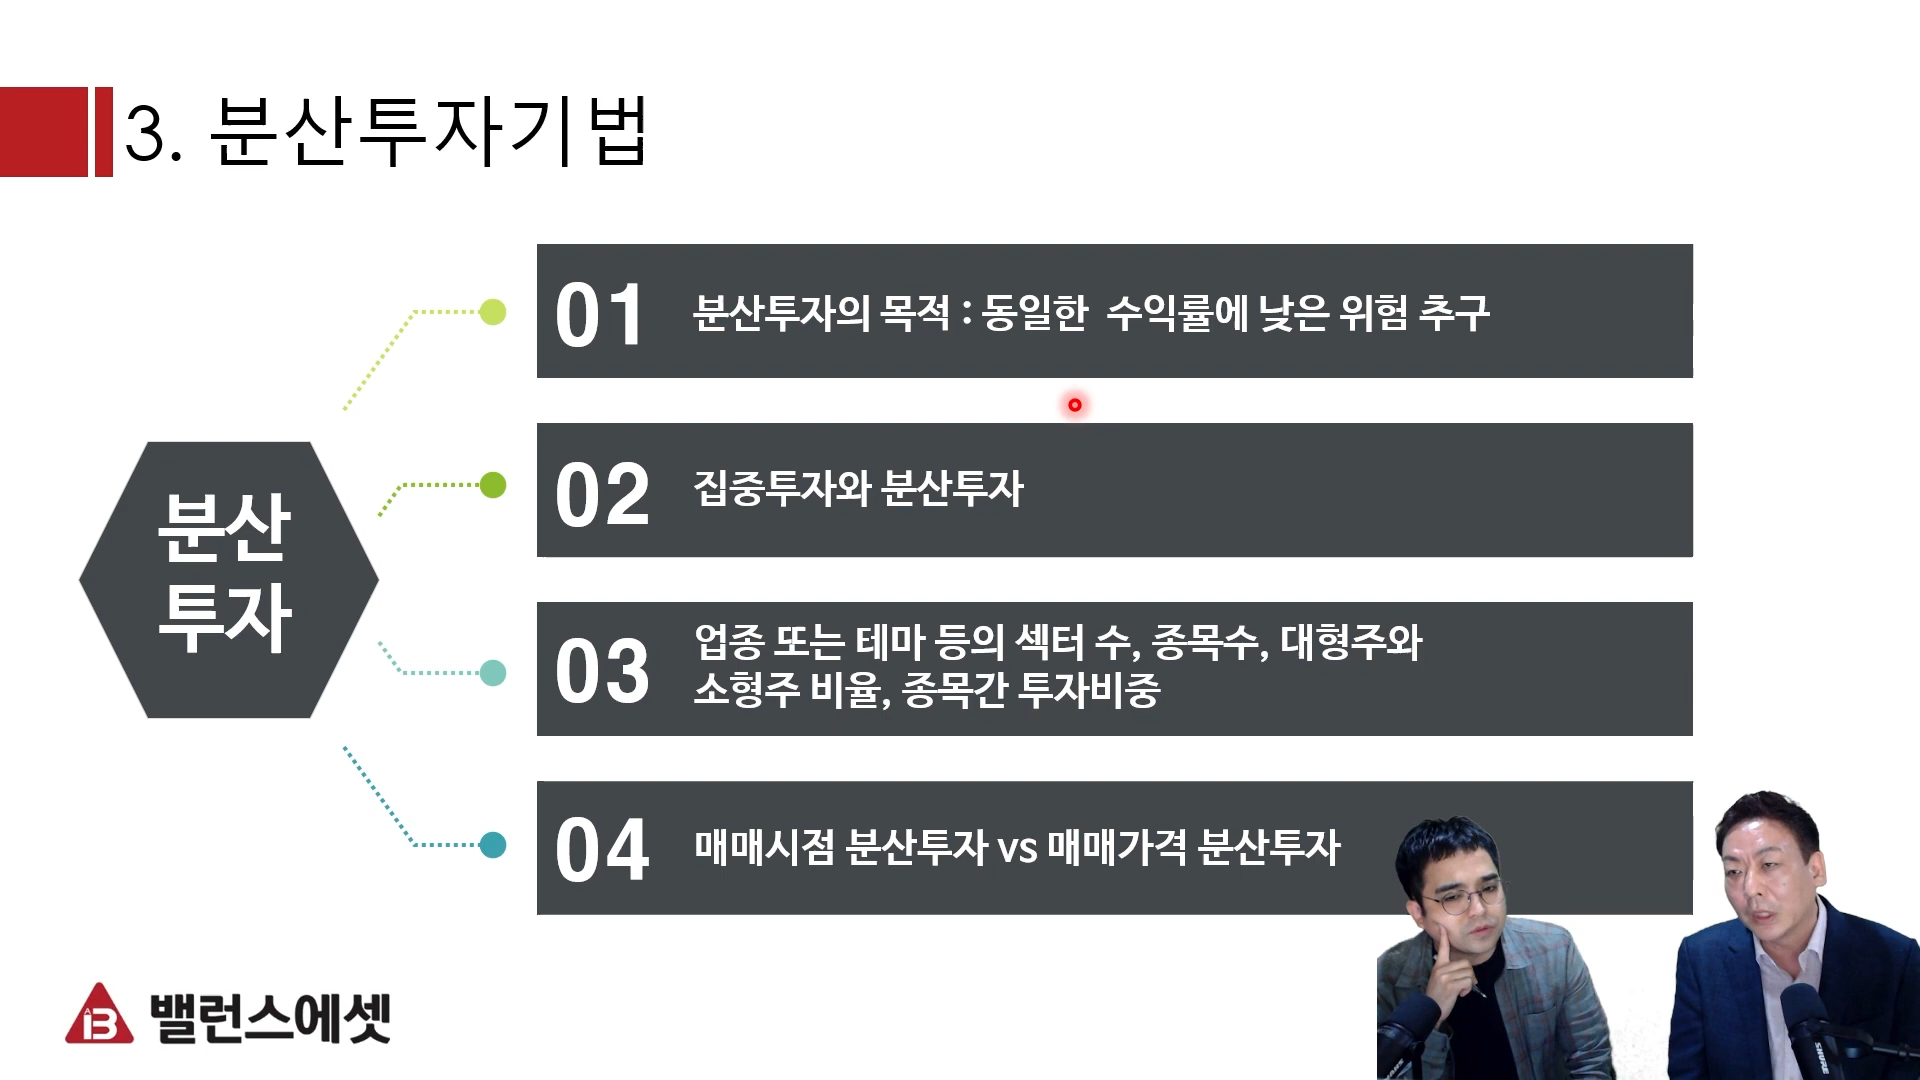 3. 분산투자기법
분산
투자
01 분산투자의 목적 : 동일한 수익률에 낮은 위험 추구
02 집중투자와 분산투자
03 업종 또는 테마 등의 섹터 수, 종목수, 대형주와
소형주 비율, 종목간 투자비중
04 매매시점 분산투자 vs 매매가격 분산투자
AB 밸런스에셋
SHURE